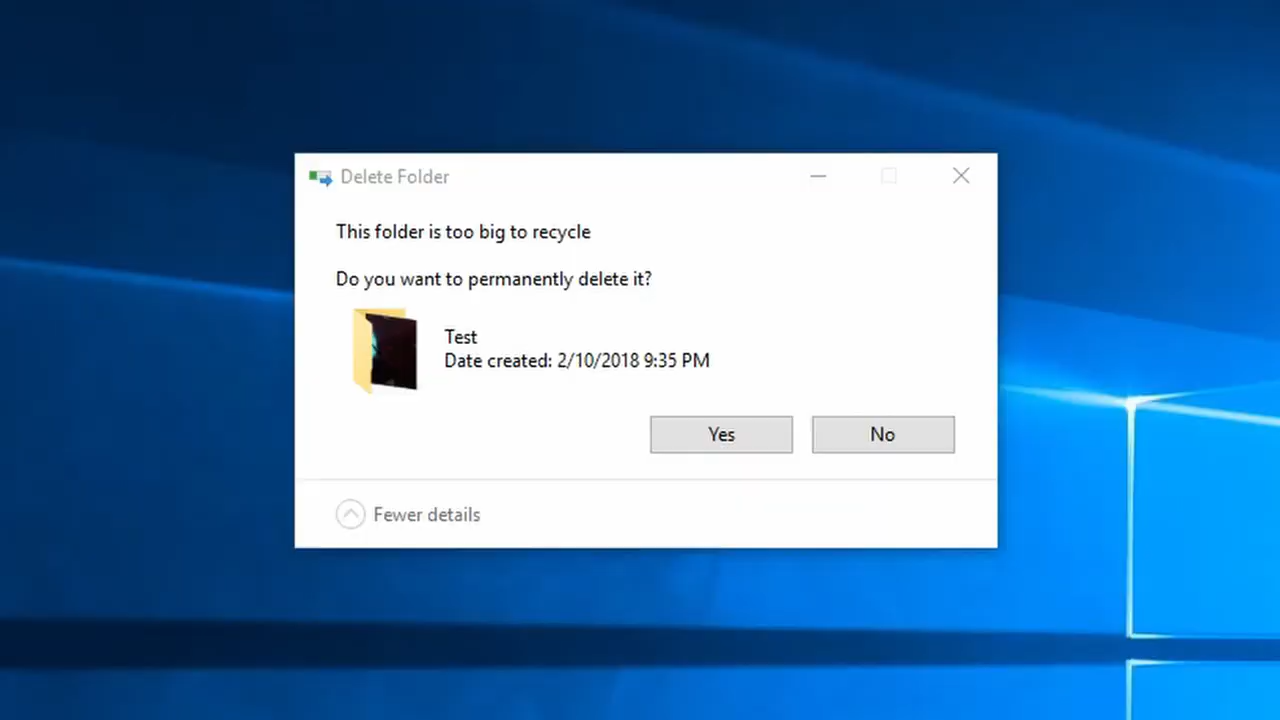 Delete Folder
This folder is too big to recycle
Do you want to permanently delete it?
Test
Date created: 2/10/2018 9:35 PM
Yes No
Fewer details